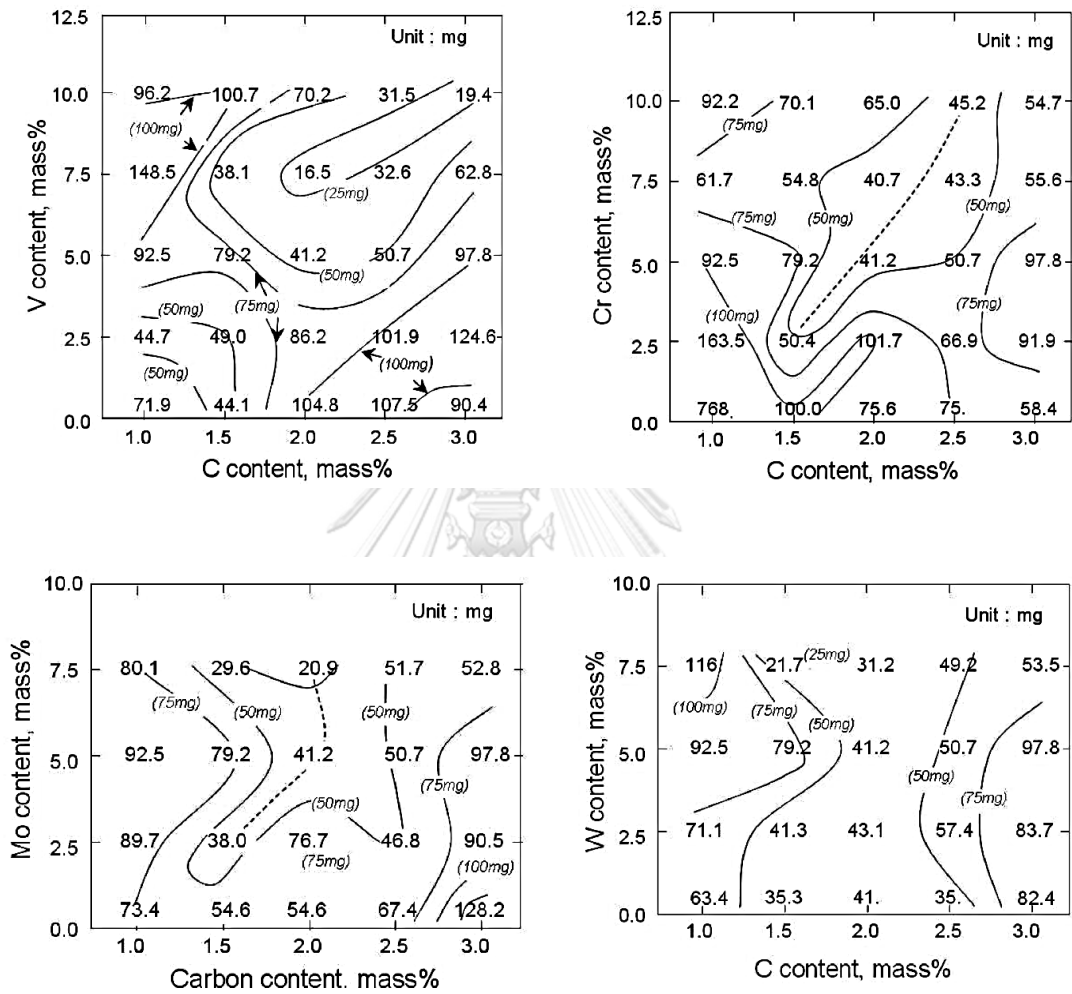 12.5
Unit : mg
10.0
96.2 100.7 70.2 31.5 19.4
(100mg)
7.5
148.5 38.1 16.5 32.6 62.8
(25mg)
5.0
92.5 79.2 41.2 50.7 97.8
(50mg)
(50mg) (75mg)
2.5
44.7 49.0 86.2 101.9 124.6
(50mg) (100mg)
0.0
71.9 44.1 104.8 107.5 90.4
1.0 1.5 2.0 2.5 3.0
V content, mass%
C content, mass%
12.5
Unit : mg
10.0
92.2 70.1 65.0 45.2 54.7
(75mg)
7.5
61.7 54.8 40.7 43.3 55.6
(75mg) (50mg) (50mg)
5.0
92.5 79.2 41.2 50.7 97.8
(100mg) (75mg)
2.5
163.5 50.4 101.7 66.9 91.9
0.0
768. 100.0 75.6 75. 58.4
1.0 1.5 2.0 2.5 3.0
Cr content, mass%
C content, mass%
10.0
Unit : mg
7.5
80.1 29.6 20.9 51.7 52.8
(75mg) (50mg) (50mg)
5.0
92.5 79.2 41.2 50.7 97.8
(75mg)
(50mg)
2.5
89.7 38.0 76.7 46.8 90.5
(75mg) (100mg)
0.0
73.4 54.6 54.6 67.4 128.2
1.0 1.5 2.0 2.5 3.0
Mo content, mass%
Carbon content, mass%
10.0
Unit : mg
7.5
116. 21.7 (25mg) 31.2 49.2 53.5
(100mg) (75mg) (50mg)
5.0
92.5 79.2 41.2 50.7 97.8
(50mg) (75mg)
2.5
71.1 41.3 43.1 57.4 83.7
0.0
63.4 35.3 41. 35. 82.4
1.0 1.5 2.0 2.5 3.0
W content, mass%
C content, mass%